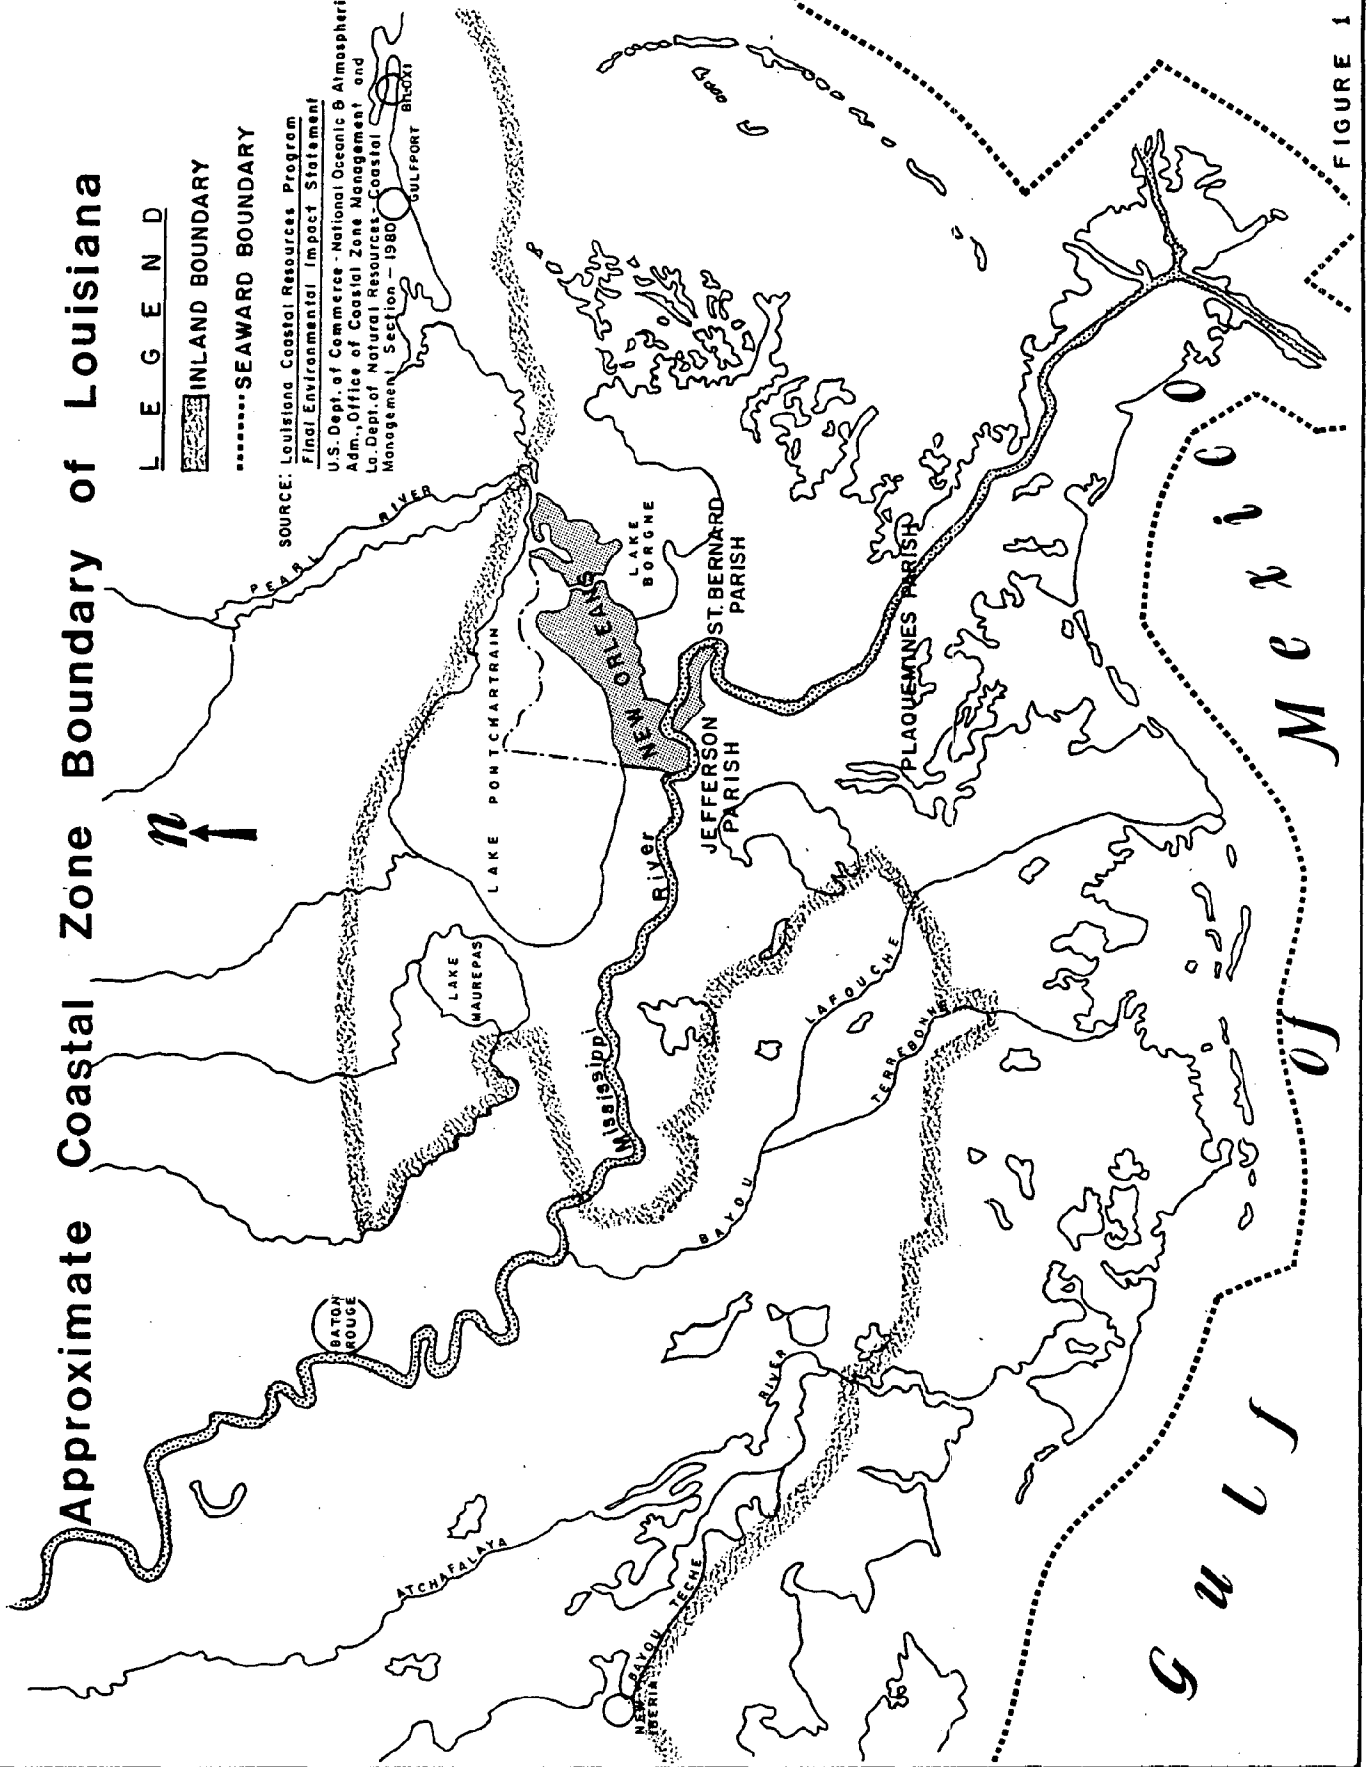 Approximate Coastal Zone Boundary of Louisiana
LEGEND
INLAND BOUNDARY
SEAWARD BOUNDARY
SOURCE: Louisiana Coastal Resources Program
Final Environmental Impact Statement
U.S. Dept. of Commerce - National Oceanic & Atmospheri
Adm., Office of Coastal Zone Management and
La. Dept. of Natural Resources - Coastal
Management Section - 1980
n
BATON
ROUGE
PEARL RIVER
GULFPORT
BILOXI
LAKE
MAUREPAS
LAKE PONTCHARTRAIN
NEW ORLEANS
LAKE
BORGNE
ATCHAFALAYA
RIVER
Mississippi River
ST. BERNARD
PARISH
JEFFERSON
PARISH
NEW
IBERIA
BAYOU TECHE
BAYOU LAFOUCHE
TERREBONNE
PLAQUEMINES PARISH
Gulf of Mexico
FIGURE 1